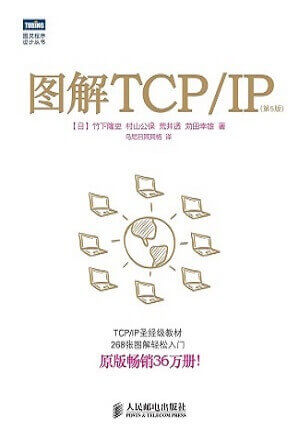 TURING
图灵程序
设计丛书
图解TCP/IP(第5版)
【日】竹下隆史 村山公保 荒井透 苅田幸雄 著
乌尼日其其格 译
TCP/IP圣经级教材
268张图解轻松入门
原版畅销36万册!
人民邮电出版社
POSTS & TELECOM PRESS